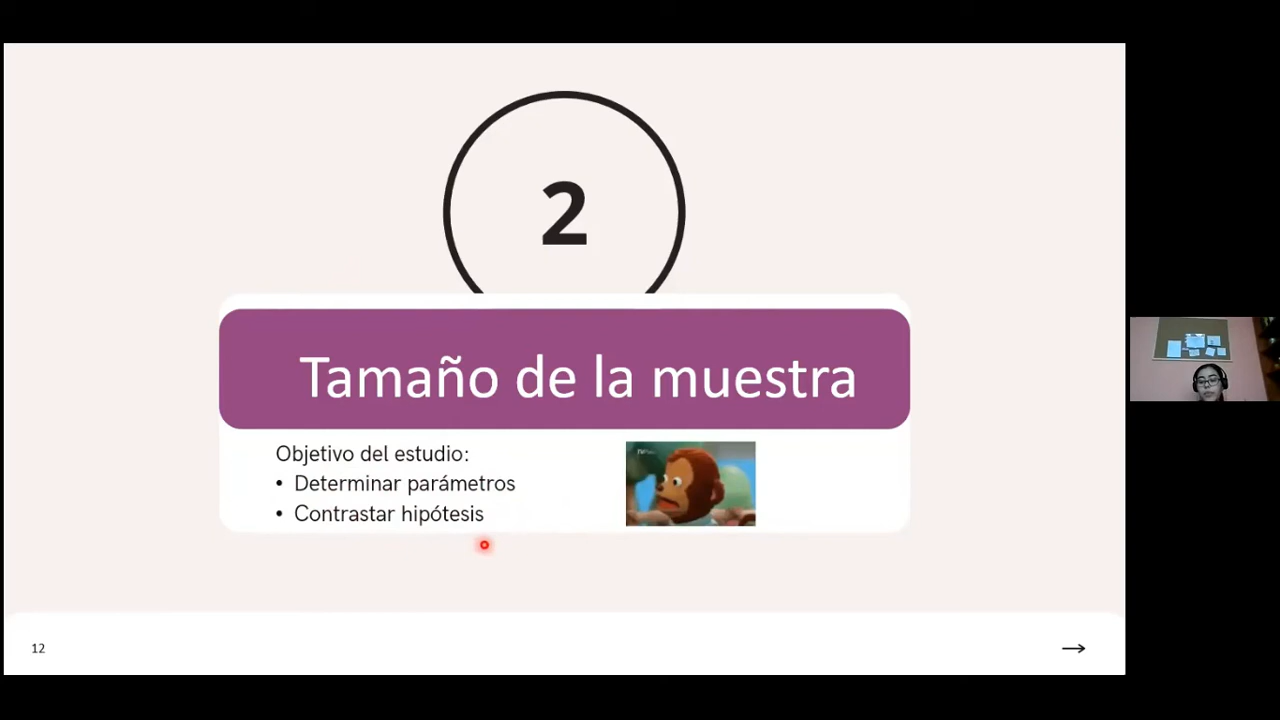 2
Tamaño de la muestra
Objetivo del estudio:
• Determinar parámetros
• Contrastar hipótesis
12